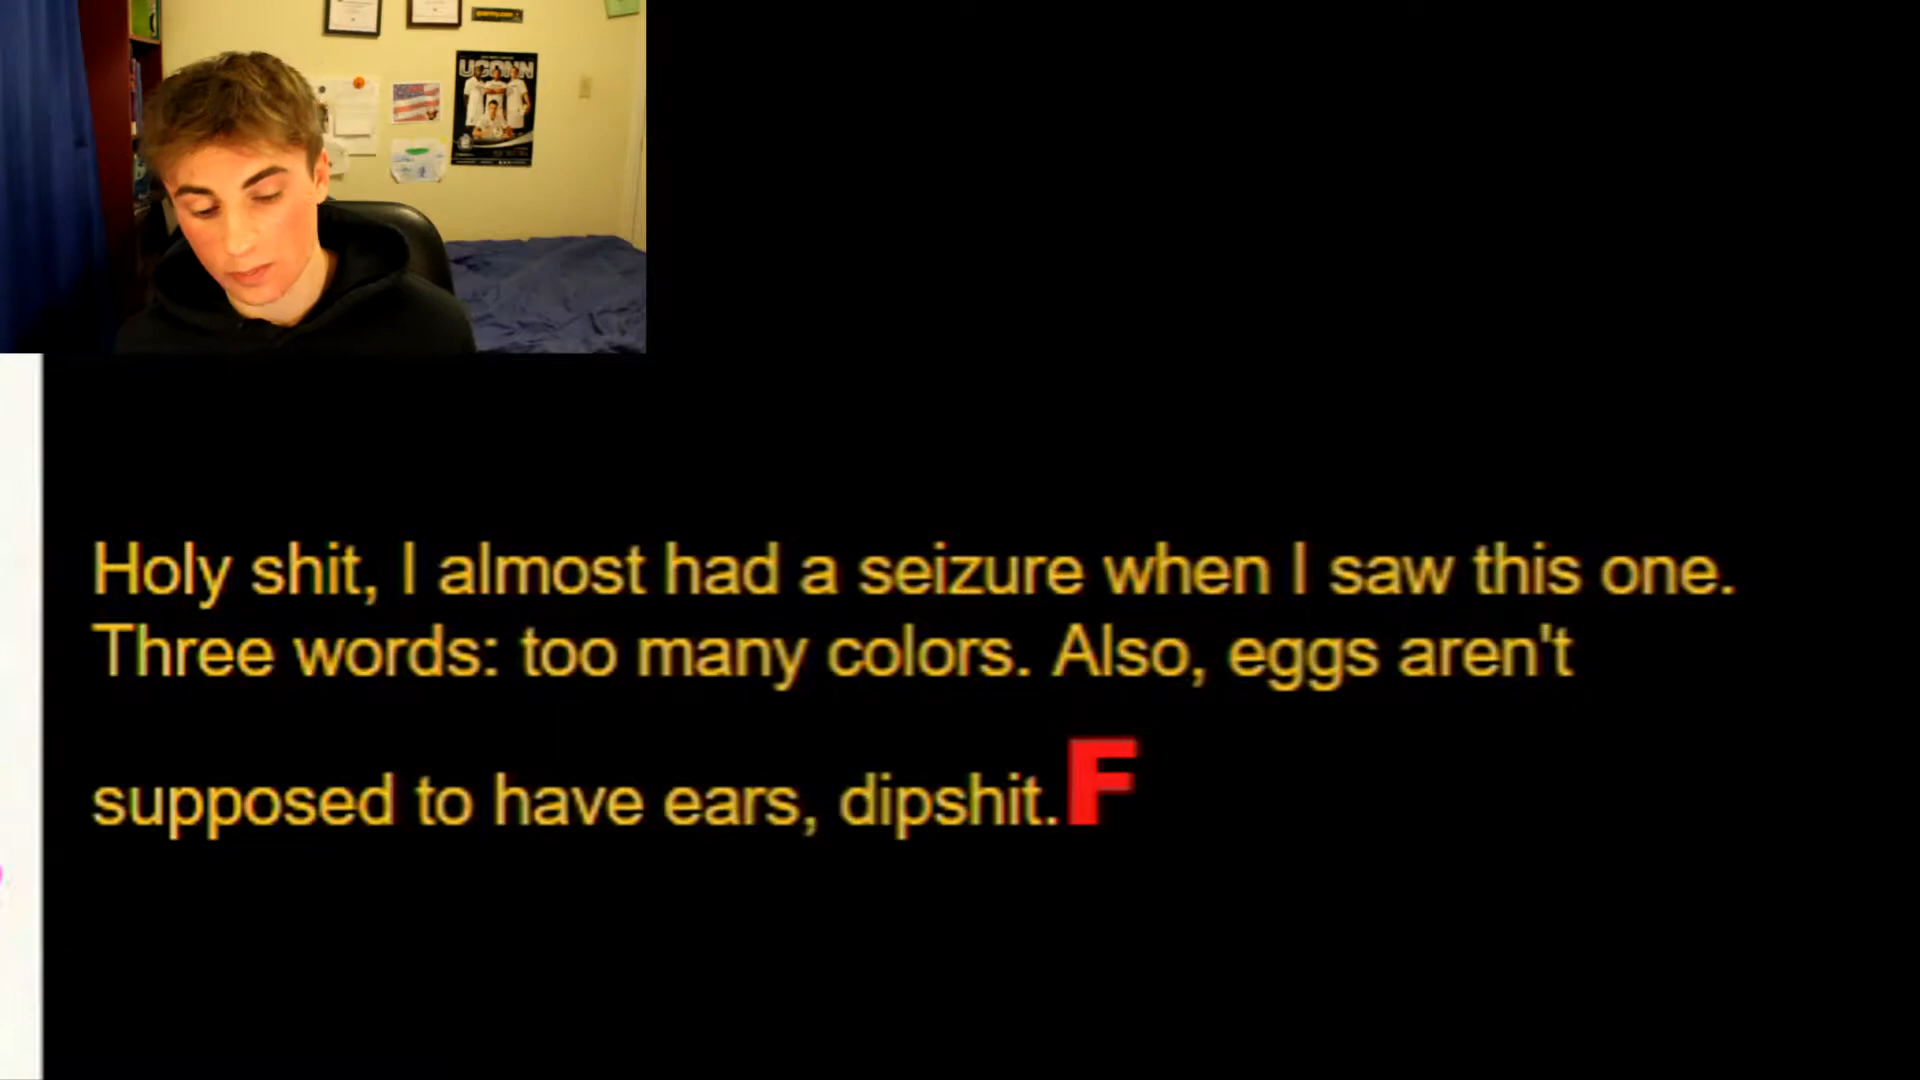 UCONN
Holy shit, I almost had a seizure when I saw this one.
Three words: too many colors. Also, eggs aren't
supposed to have ears, dipshit. F